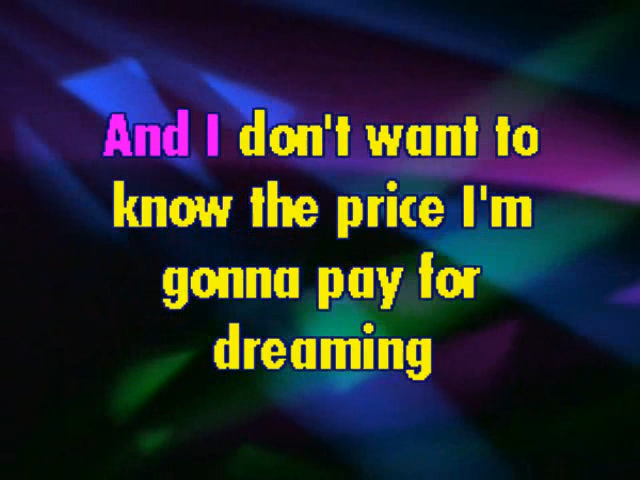 And I don't want to
know the price I'm
gonna pay for
dreaming